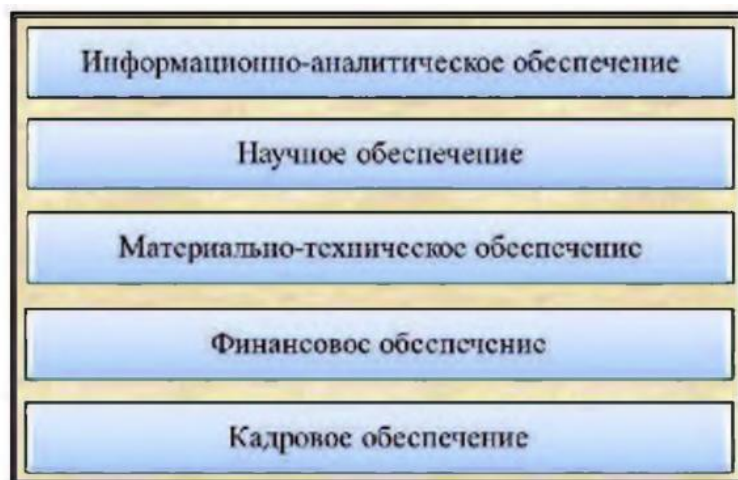 Информационно-аналитическое обеспечение
Научное обеспечение
Материально-техническое обеспечение
Финансовое обеспечение
Кадровое обеспечение